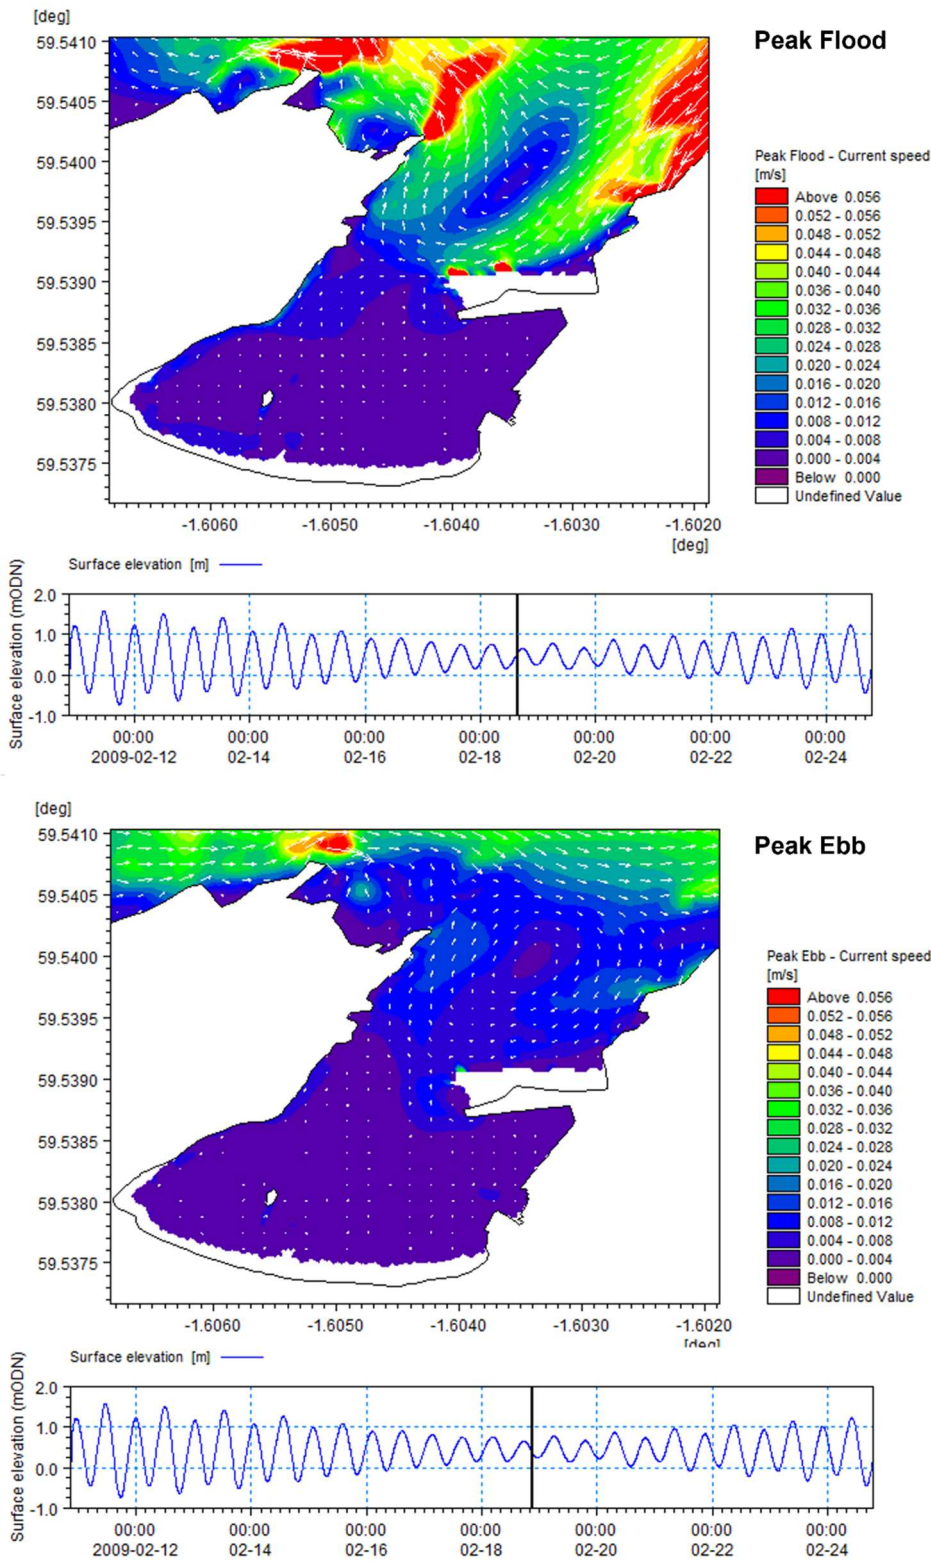 [deg]
Peak Flood
59.5410
59.5405
59.5400
59.5395
59.5390
59.5385
59.5380
59.5375
-1.6060 -1.6050 -1.6040 -1.6030 -1.6020
[deg]
Peak Flood - Current speed
[m/s]
Above 0.056
0.052 - 0.056
0.048 - 0.052
0.044 - 0.048
0.040 - 0.044
0.036 - 0.040
0.032 - 0.036
0.028 - 0.032
0.024 - 0.028
0.020 - 0.024
0.016 - 0.020
0.012 - 0.016
0.008 - 0.012
0.004 - 0.008
0.000 - 0.004
Below 0.000
Undefined Value
Surface elevation [m]
Surface elevation (mODN)
2.0
1.0
0.0
-1.0
00:00 00:00 00:00 00:00 00:00 00:00 00:00
2009-02-12 02-14 02-16 02-18 02-20 02-22 02-24
[deg]
Peak Ebb
59.5410
59.5405
59.5400
59.5395
59.5390
59.5385
59.5380
59.5375
-1.6060 -1.6050 -1.6040 -1.6030 -1.6020
[deg]
Peak Ebb - Current speed
[m/s]
Above 0.056
0.052 - 0.056
0.048 - 0.052
0.044 - 0.048
0.040 - 0.044
0.036 - 0.040
0.032 - 0.036
0.028 - 0.032
0.024 - 0.028
0.020 - 0.024
0.016 - 0.020
0.012 - 0.016
0.008 - 0.012
0.004 - 0.008
0.000 - 0.004
Below 0.000
Undefined Value
Surface elevation [m]
Surface elevation (mODN)
2.0
1.0
0.0
-1.0
00:00 00:00 00:00 00:00 00:00 00:00 00:00
2009-02-12 02-14 02-16 02-18 02-20 02-22 02-24